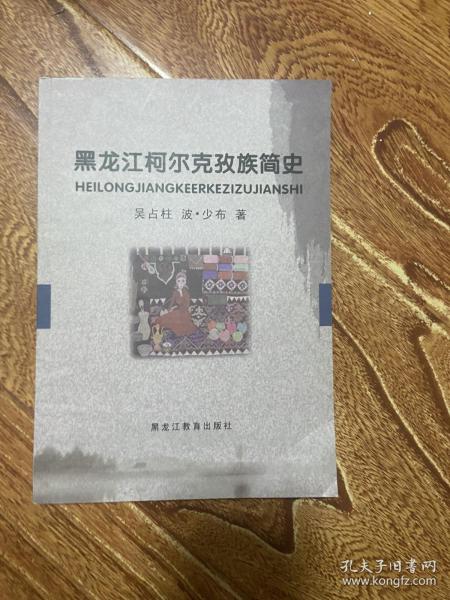 黑龙江柯尔克孜族简史
HEILONGJIANGKEERKEZIZUJIANSHI
吴占柱 波·少布 著
黑龙江教育出版社
孔夫子旧书网
www.kongfz.com